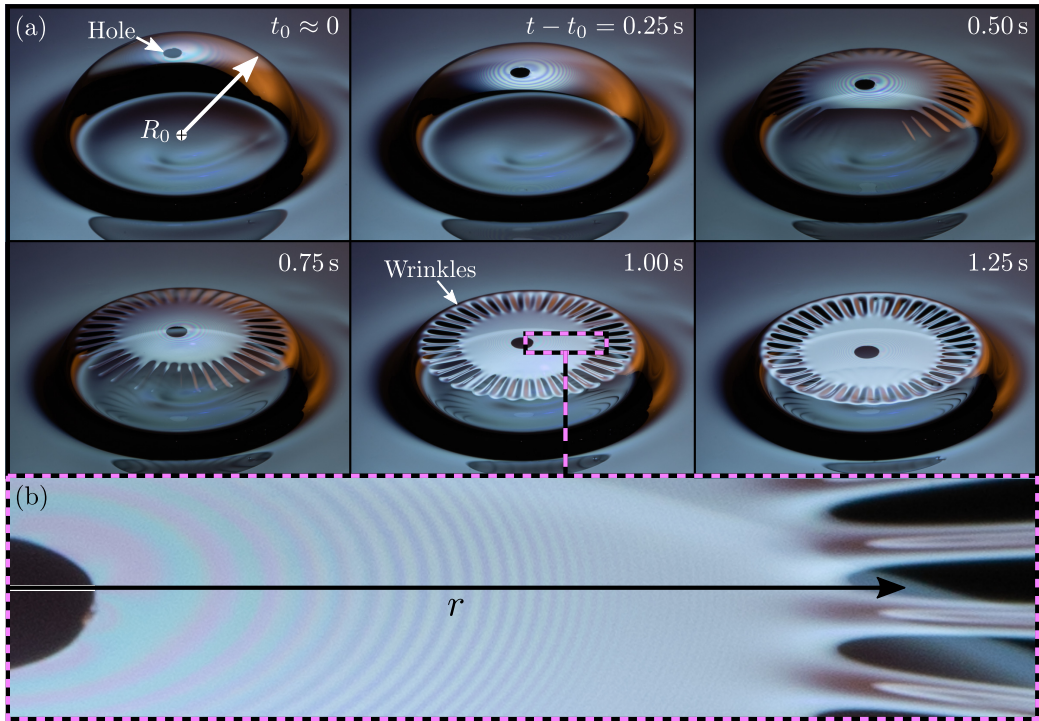 (a)
Hole
t₀ ≈ 0
R₀
t − t₀ = 0.25 s
0.50 s
0.75 s
Wrinkles
1.00 s
1.25 s
(b)
r